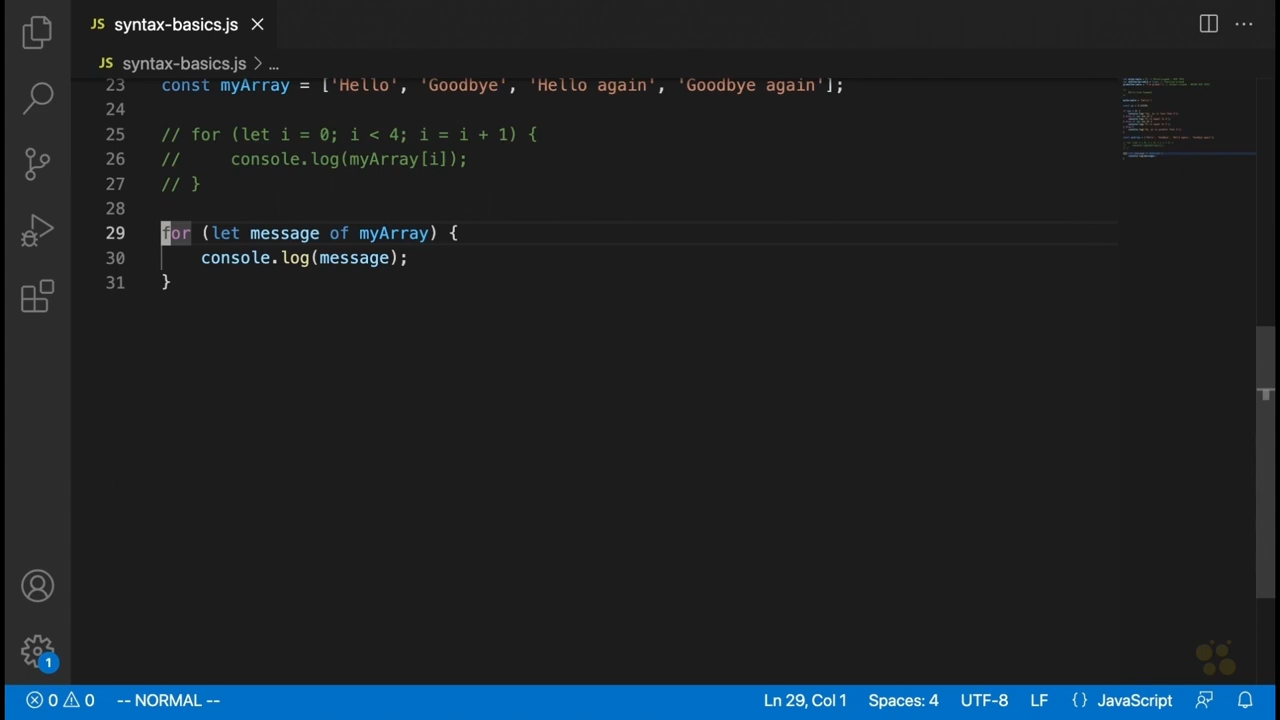 JS syntax-basics.js
JS syntax-basics.js > ...
23 const myArray = ['Hello', 'Goodbye', 'Hello again', 'Goodbye again'];
24
25 // for (let i = 0; i < 4; i = i + 1) {
26 //     console.log(myArray[i]);
27 // }
28
29 for (let message of myArray) {
30     console.log(message);
31 }
1
0 0 -- NORMAL -- Ln 29, Col 1 Spaces: 4 UTF-8 LF {} JavaScript